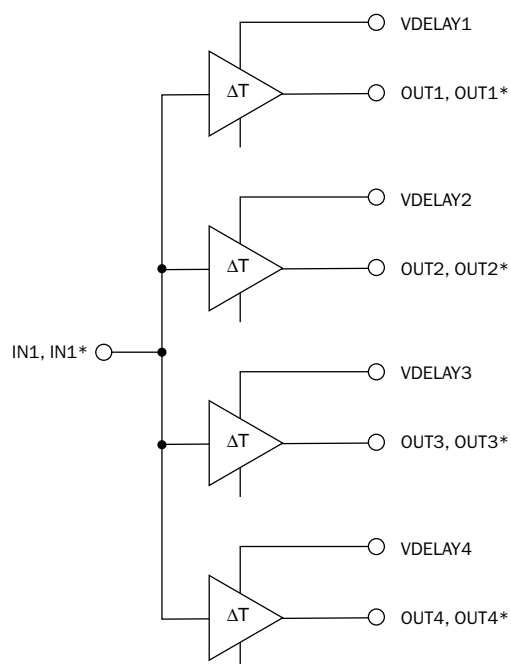 VDELAY1
ΔT
OUT1, OUT1*
VDELAY2
ΔT
OUT2, OUT2*
IN1, IN1*
VDELAY3
ΔT
OUT3, OUT3*
VDELAY4
ΔT
OUT4, OUT4*